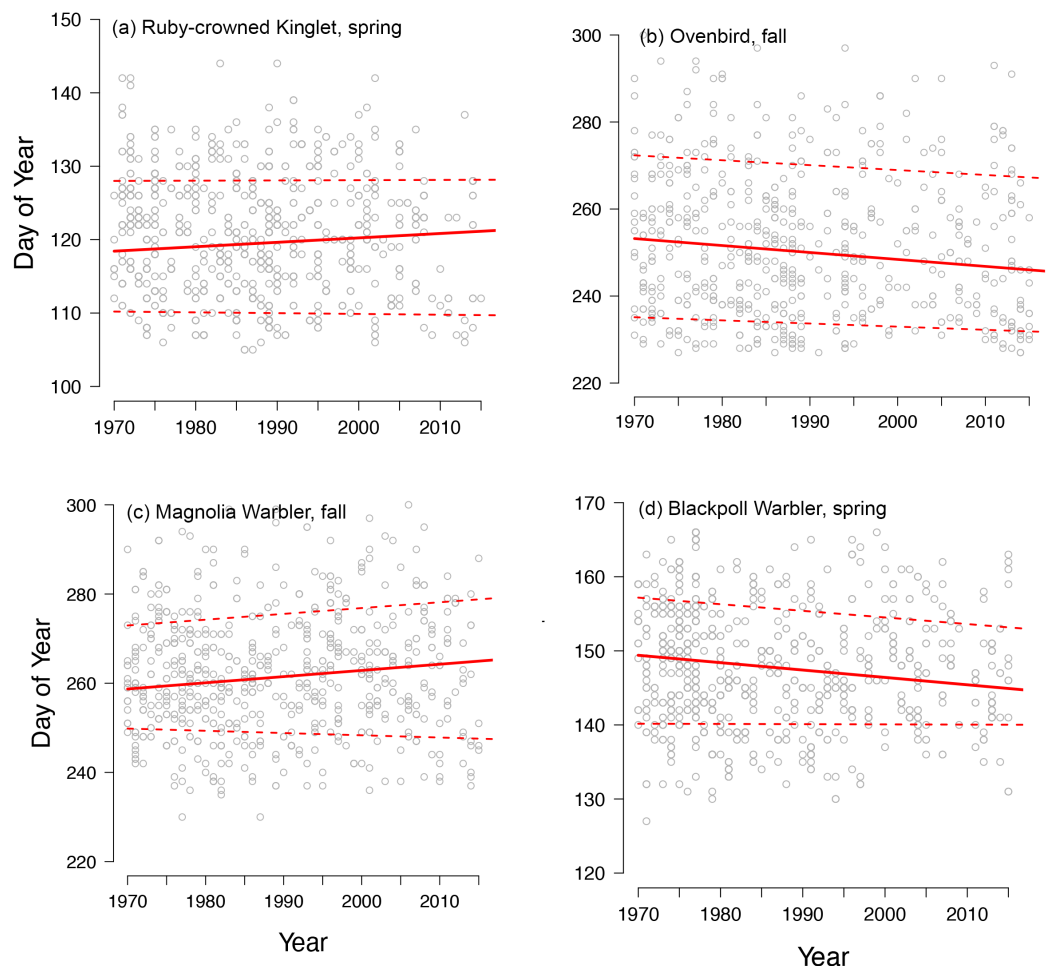 (a) Ruby-crowned Kinglet, spring
150
140
130
120
110
100
Day of Year
1970 1980 1990 2000 2010
(b) Ovenbird, fall
300
280
260
240
220
1970 1980 1990 2000 2010
(c) Magnolia Warbler, fall
300
280
260
240
220
Day of Year
1970 1980 1990 2000 2010
Year
(d) Blackpoll Warbler, spring
170
160
150
140
130
120
1970 1980 1990 2000 2010
Year